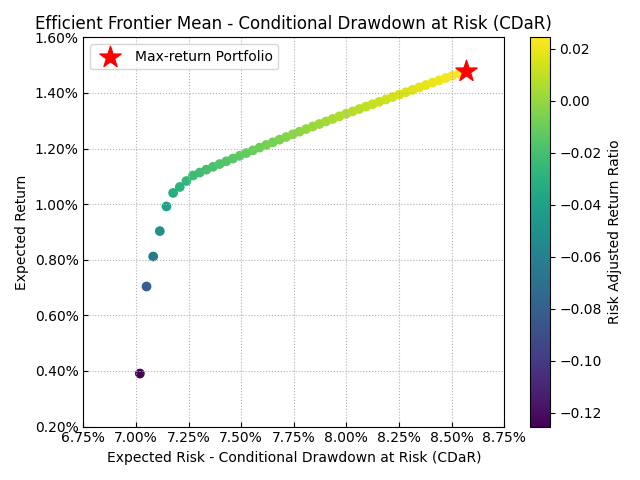 Efficient Frontier Mean - Conditional Drawdown at Risk (CDaR)
Max-return Portfolio
1.60%
1.40%
1.20%
1.00%
0.80%
0.60%
0.40%
0.20%
Expected Return
6.75% 7.00% 7.25% 7.50% 7.75% 8.00% 8.25% 8.50% 8.75%
Expected Risk - Conditional Drawdown at Risk (CDaR)
0.02
0.00
−0.02
−0.04
−0.06
−0.08
−0.10
−0.12
Risk Adjusted Return Ratio